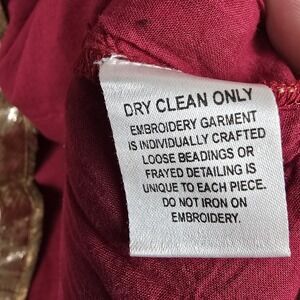 DRY CLEAN ONLY
EMBROIDERY GARMENT
IS INDIVIDUALLY CRAFTED
LOOSE BEADINGS OR
FRAYED DETAILING IS
UNIQUE TO EACH PIECE.
DO NOT IRON ON
EMBROIDERY.